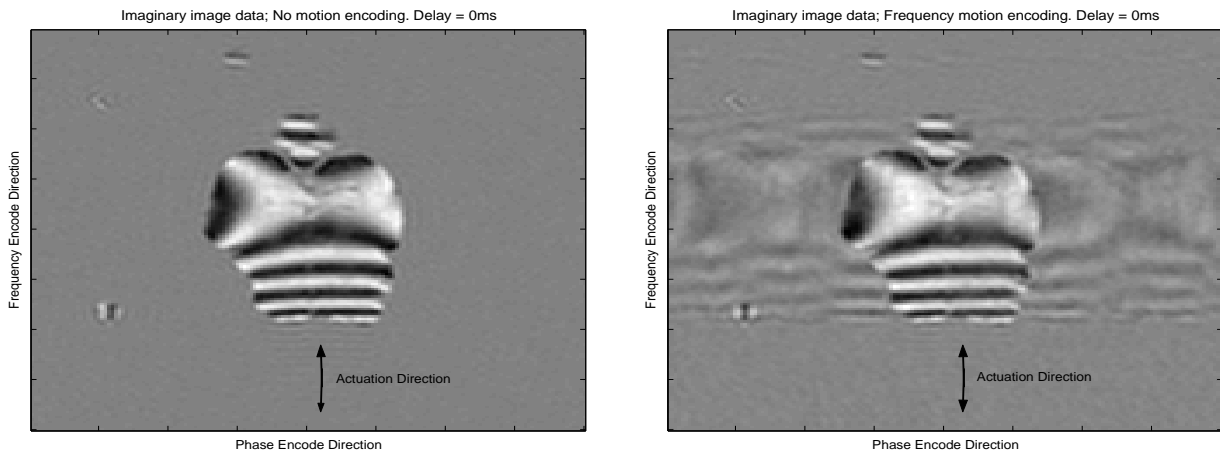 Imaginary image data; No motion encoding. Delay = 0ms
Frequency Encode Direction
Actuation Direction
Phase Encode Direction
Imaginary image data; Frequency motion encoding. Delay = 0ms
Frequency Encode Direction
Actuation Direction
Phase Encode Direction